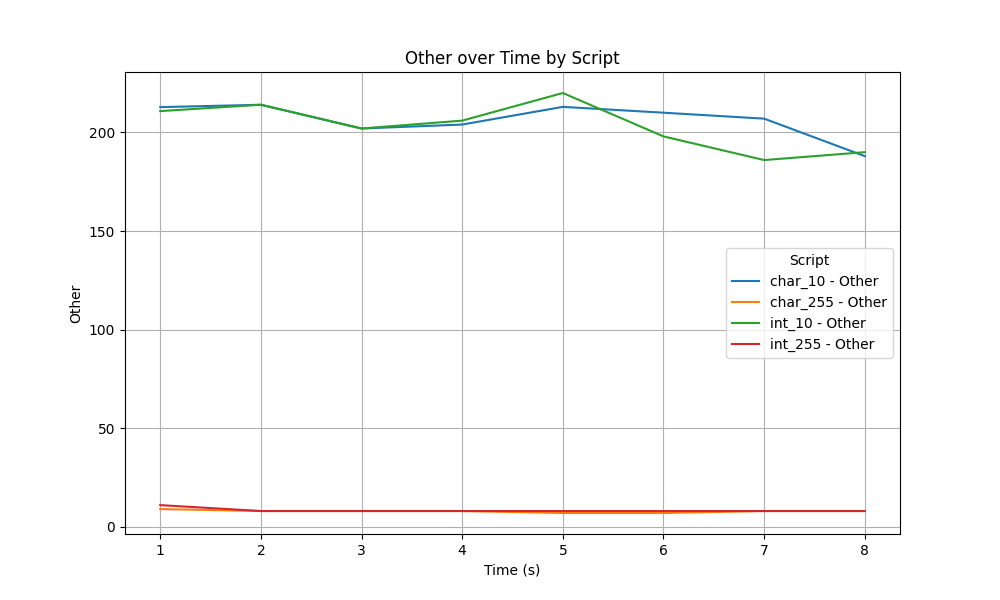 Other over Time by Script
Other
200
150
100
50
0
Script
char_10 - Other
char_255 - Other
int_10 - Other
int_255 - Other
1 2 3 4 5 6 7 8
Time (s)